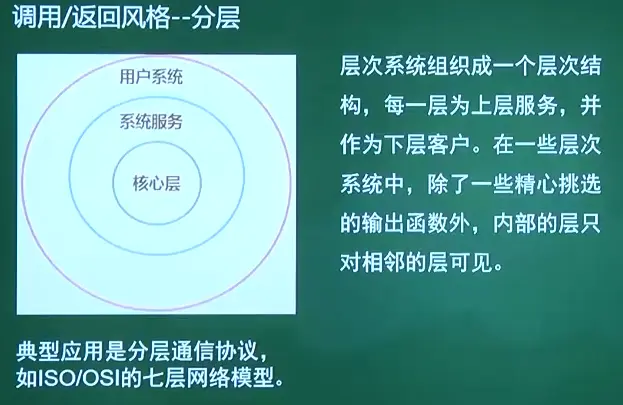 调用/返回风格--分层
用户系统
系统服务
核心层
层次系统组织成一个层次结
构，每一层为上层服务，并
作为下层客户。在一些层次
系统中，除了一些精心挑选
的输出函数外，内部的层只
对相邻的层可见。
典型应用是分层通信协议，
如ISO/OSI的七层网络模型。